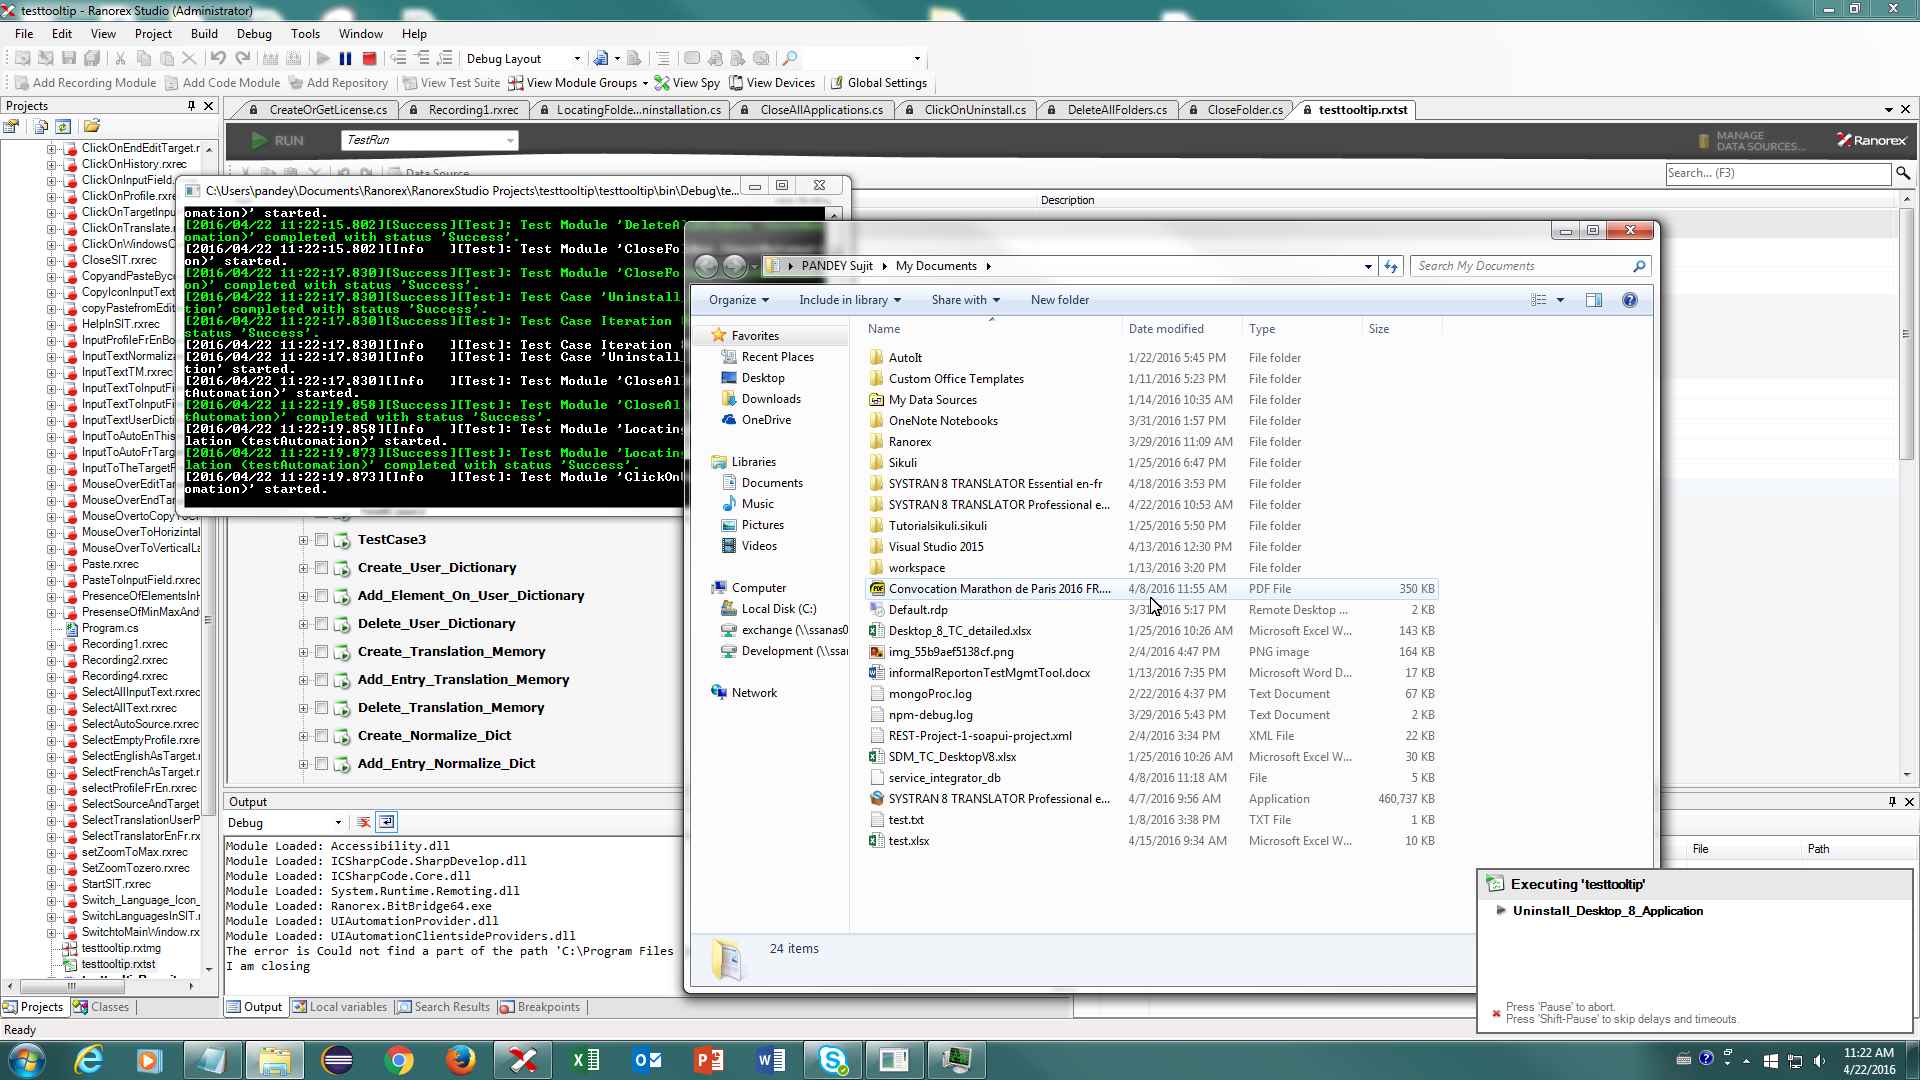 testtooltip - Ranorex Studio (Administrator)
File Edit View Project Build Debug Tools Window Help
Debug Layout
Add Recording Module Add Code Module Add Repository View Test Suite View Module Groups View Spy View Devices Global Settings
Projects
CreateOrGetLicense.cs Recording1.rxrec LocatingFolde...ninstallation.cs CloseAllApplications.cs ClickOnUninstall.cs DeleteAllFolders.cs CloseFolder.cs testtooltip.rxtst
RUN TestRun MANAGE DATA SOURCES... Ranorex
Data Source
Search... (F3)
Description
ClickOnEndEditTarget.r
ClickOnHistory.rxrec
ClickOnInputField.
ClickOnProfile.rxre
ClickOnTargetInpu
ClickOnTranslate.r
ClickOnWindowsC
CloseSIT.rxrec
CopyandPasteByc
CopyIconInputText
copyPastefromEdit
HelpInSIT.rxrec
InputProfileFrEnBo
InputTextNormaliz
InputTextTM.rxrec
InputTextToInputFi
InputTextToInputFi
InputTextUserDicti
InputToAutoEnThis
InputToAutoFrTarg
InputToTheTargetF
MouseOverEditTar
MouseOverEndTar
MouseOvertoCopyToCl
MouseOverToHorizontal
MouseOverToVerticalLa
Paste.rxrec
PasteToInputField.rxrec
PresenceOfElementsInH
PresenseOfMinMaxAnd
Program.cs
Recording1.rxrec
Recording2.rxrec
Recording4.rxrec
SelectAllInputText.rxrec
SelectAllText.rxrec
SelectAutoSource.rxrec
SelectEmptyProfile.rxre
SelectEnglishAsTarget.
SelectFrenchAsTarget.r
selectProfileFrEn.rxrec
SelectSourceAndTarget
SelectTranslationUserP
SelectTranslatorEnFr.rx
setZoomToMax.rxrec
SetZoomTozero.rxrec
StartSIT.rxrec
Switch_Language_Icon_
SwitchLanguagesInSIT.r
SwitchtoMainWindow.rx
testtooltip.rxtmg
testtooltip.rxtst
Projects Classes
C:\Users\pandey\Documents\Ranorex\RanorexStudio Projects\testtooltip\testtooltip\bin\Debug\te...
omation)' started.
[2016/04/22 11:22:15.802][Success][Test]: Test Module 'DeleteAl
omation)' completed with status 'Success'.
[2016/04/22 11:22:15.802][Info ][Test]: Test Module 'CloseFo
on)' started.
[2016/04/22 11:22:17.830][Success][Test]: Test Module 'CloseFo
on)' completed with status 'Success'.
[2016/04/22 11:22:17.830][Success][Test]: Test Case 'Uninstall_
tion' completed with status 'Success'.
[2016/04/22 11:22:17.830][Success][Test]: Test Case Iteration
status 'Success'.
[2016/04/22 11:22:17.830][Info ][Test]: Test Case Iteration
[2016/04/22 11:22:17.830][Info ][Test]: Test Case 'Uninstall_
tion' started.
[2016/04/22 11:22:17.830][Info ][Test]: Test Module 'CloseAl
tAutomation)' started.
[2016/04/22 11:22:19.858][Success][Test]: Test Module 'CloseAl
tAutomation)' completed with status 'Success'.
[2016/04/22 11:22:19.858][Info ][Test]: Test Module 'Locatin
lation (testAutomation)' started.
[2016/04/22 11:22:19.873][Success][Test]: Test Module 'Locatin
lation (testAutomation)' completed with status 'Success'.
[2016/04/22 11:22:19.873][Info ][Test]: Test Module 'ClickOn
omation)' started.
TestCase3
Create_User_Dictionary
Add_Element_On_User_Dictionary
Delete_User_Dictionary
Create_Translation_Memory
Add_Entry_Translation_Memory
Delete_Translation_Memory
Create_Normalize_Dict
Add_Entry_Normalize_Dict
Output
Debug
Module Loaded: Accessibility.dll
Module Loaded: ICSharpCode.SharpDevelop.dll
Module Loaded: ICSharpCode.Core.dll
Module Loaded: System.Runtime.Remoting.dll
Module Loaded: Ranorex.BitBridge64.exe
Module Loaded: UIAutomationProvider.dll
Module Loaded: UIAutomationClientsideProviders.dll
The error is Could not find a part of the path 'C:\Program Files
I am closing
Output Local variables Search Results Breakpoints
PANDEY Sujit My Documents
Search My Documents
Organize Include in library Share with New folder
Favorites
Recent Places
Desktop
Downloads
OneDrive
Libraries
Documents
Music
Pictures
Videos
Computer
Local Disk (C:)
exchange (\\ssanas0
Development (\\ssan
Network
Name Date modified Type Size
AutoIt 1/22/2016 5:45 PM File folder
Custom Office Templates 1/11/2016 5:23 PM File folder
My Data Sources 1/14/2016 10:35 AM File folder
OneNote Notebooks 3/31/2016 1:57 PM File folder
Ranorex 3/29/2016 11:09 AM File folder
Sikuli 1/25/2016 6:47 PM File folder
SYSTRAN 8 TRANSLATOR Essential en-fr 4/18/2016 3:53 PM File folder
SYSTRAN 8 TRANSLATOR Professional e... 4/22/2016 10:53 AM File folder
Tutorialsikuli.sikuli 1/25/2016 5:50 PM File folder
Visual Studio 2015 4/13/2016 12:30 PM File folder
workspace 1/13/2016 3:20 PM File folder
Convocation Marathon de Paris 2016 FR.... 4/8/2016 11:55 AM PDF File 350 KB
Default.rdp 3/31/2016 5:17 PM Remote Desktop ... 2 KB
Desktop_8_TC_detailed.xlsx 1/25/2016 10:26 AM Microsoft Excel W... 143 KB
img_55b9aef5138cf.png 2/4/2016 4:47 PM PNG image 164 KB
informalReportonTestMgmtTool.docx 1/13/2016 7:35 PM Microsoft Word D... 17 KB
mongoProc.log 2/22/2016 4:37 PM Text Document 67 KB
npm-debug.log 3/29/2016 5:43 PM Text Document 2 KB
REST-Project-1-soapui-project.xml 2/4/2016 3:34 PM XML File 22 KB
SDM_TC_DesktopV8.xlsx 1/25/2016 10:26 AM Microsoft Excel W... 30 KB
service_integrator_db 4/8/2016 11:18 AM File 5 KB
SYSTRAN 8 TRANSLATOR Professional e... 4/7/2016 9:56 AM Application 460,737 KB
test.txt 1/8/2016 3:38 PM TXT File 1 KB
test.xlsx 4/15/2016 9:34 AM Microsoft Excel W... 10 KB
24 items
File Path
Executing 'testtooltip'
Uninstall_Desktop_8_Application
Press 'Pause' to abort.
Press 'Shift-Pause' to skip delays and timeouts.
Ready
11:22 AM
4/22/2016